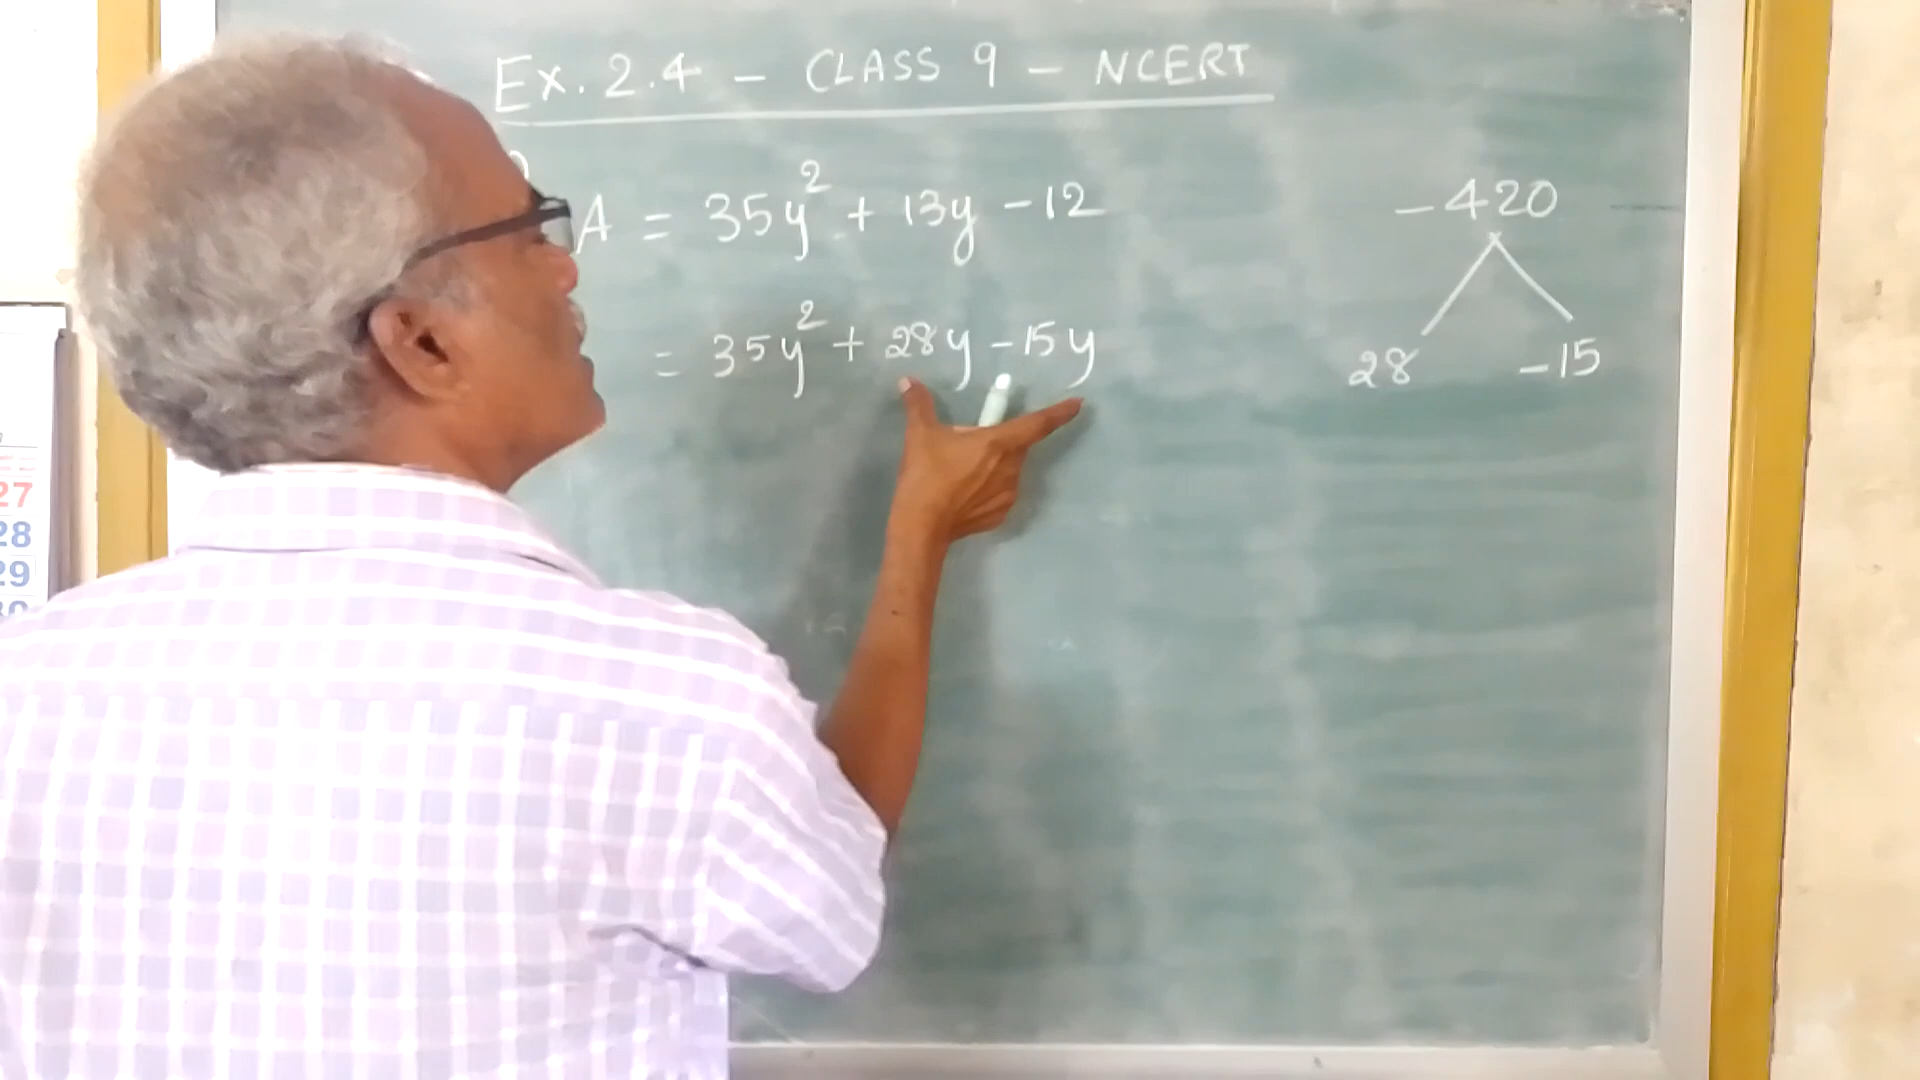 Ex. 2.4 – CLASS 9 – NCERT
A = 35y² + 13y – 12
= 35y² + 28y – 15y
– 420
28 – 15
27
28
29